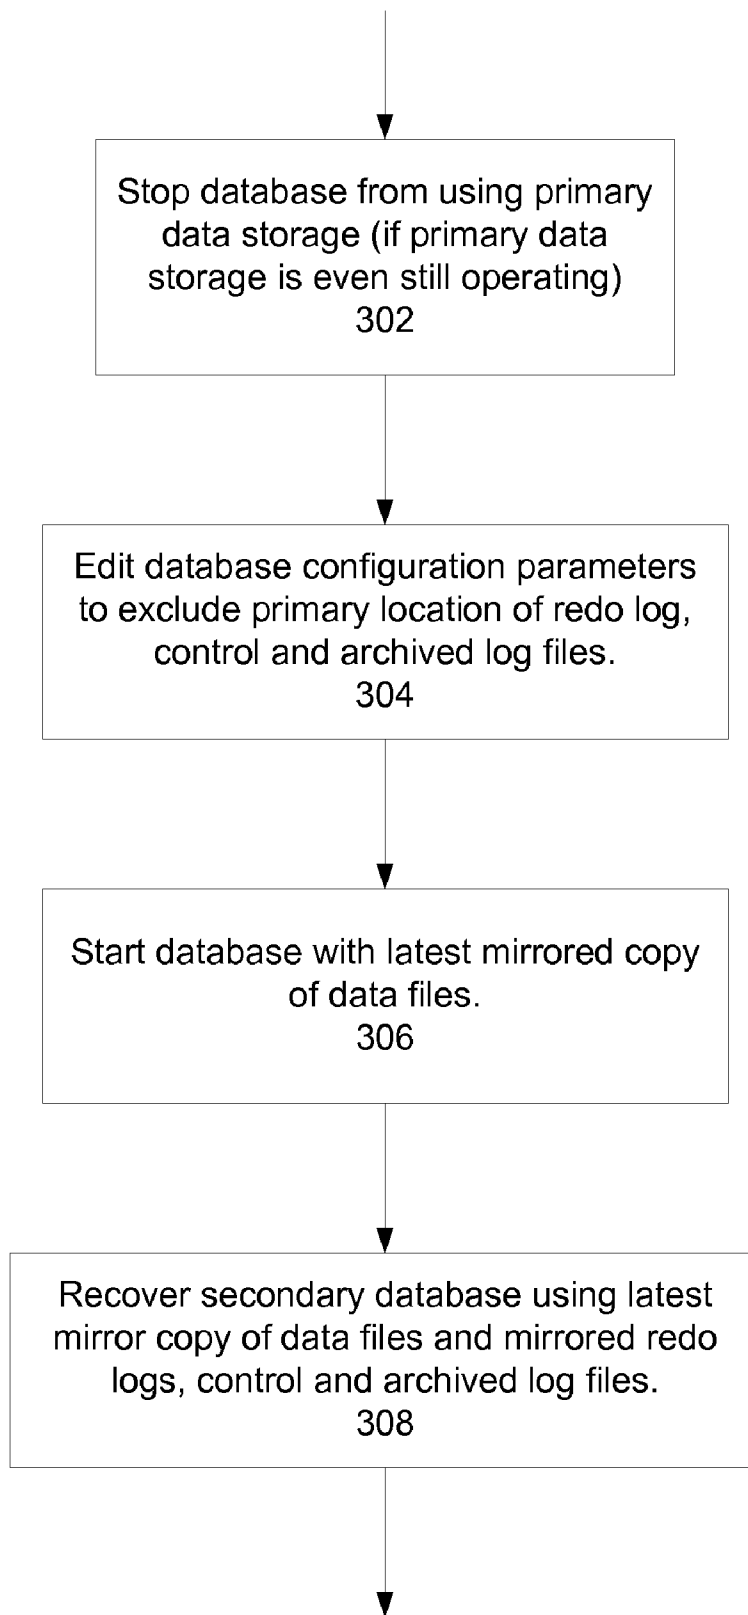 Stop database from using primary
data storage (if primary data
storage is even still operating)
302
Edit database configuration parameters
to exclude primary location of redo log,
control and archived log files.
304
Start database with latest mirrored copy
of data files.
306
Recover secondary database using latest
mirror copy of data files and mirrored redo
logs, control and archived log files.
308